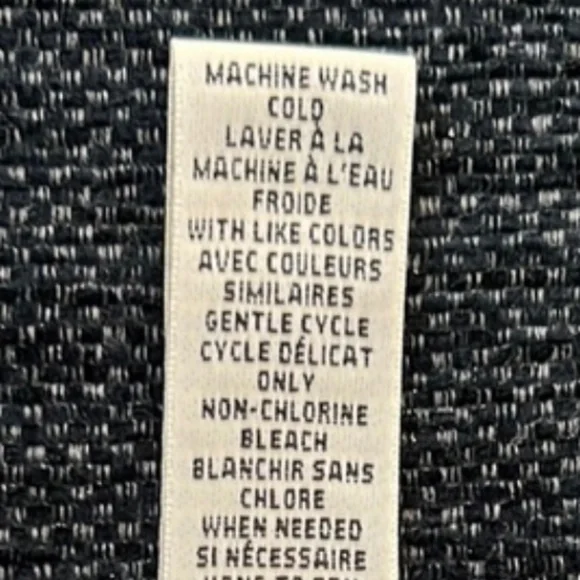 MACHINE WASH
COLD
LAVER À LA
MACHINE À L'EAU
FROIDE
WITH LIKE COLORS
AVEC COULEURS
SIMILAIRES
GENTLE CYCLE
CYCLE DÉLICAT
ONLY
NON-CHLORINE
BLEACH
BLANCHIR SANS
CHLORE
WHEN NEEDED
SI NÉCESSAIRE